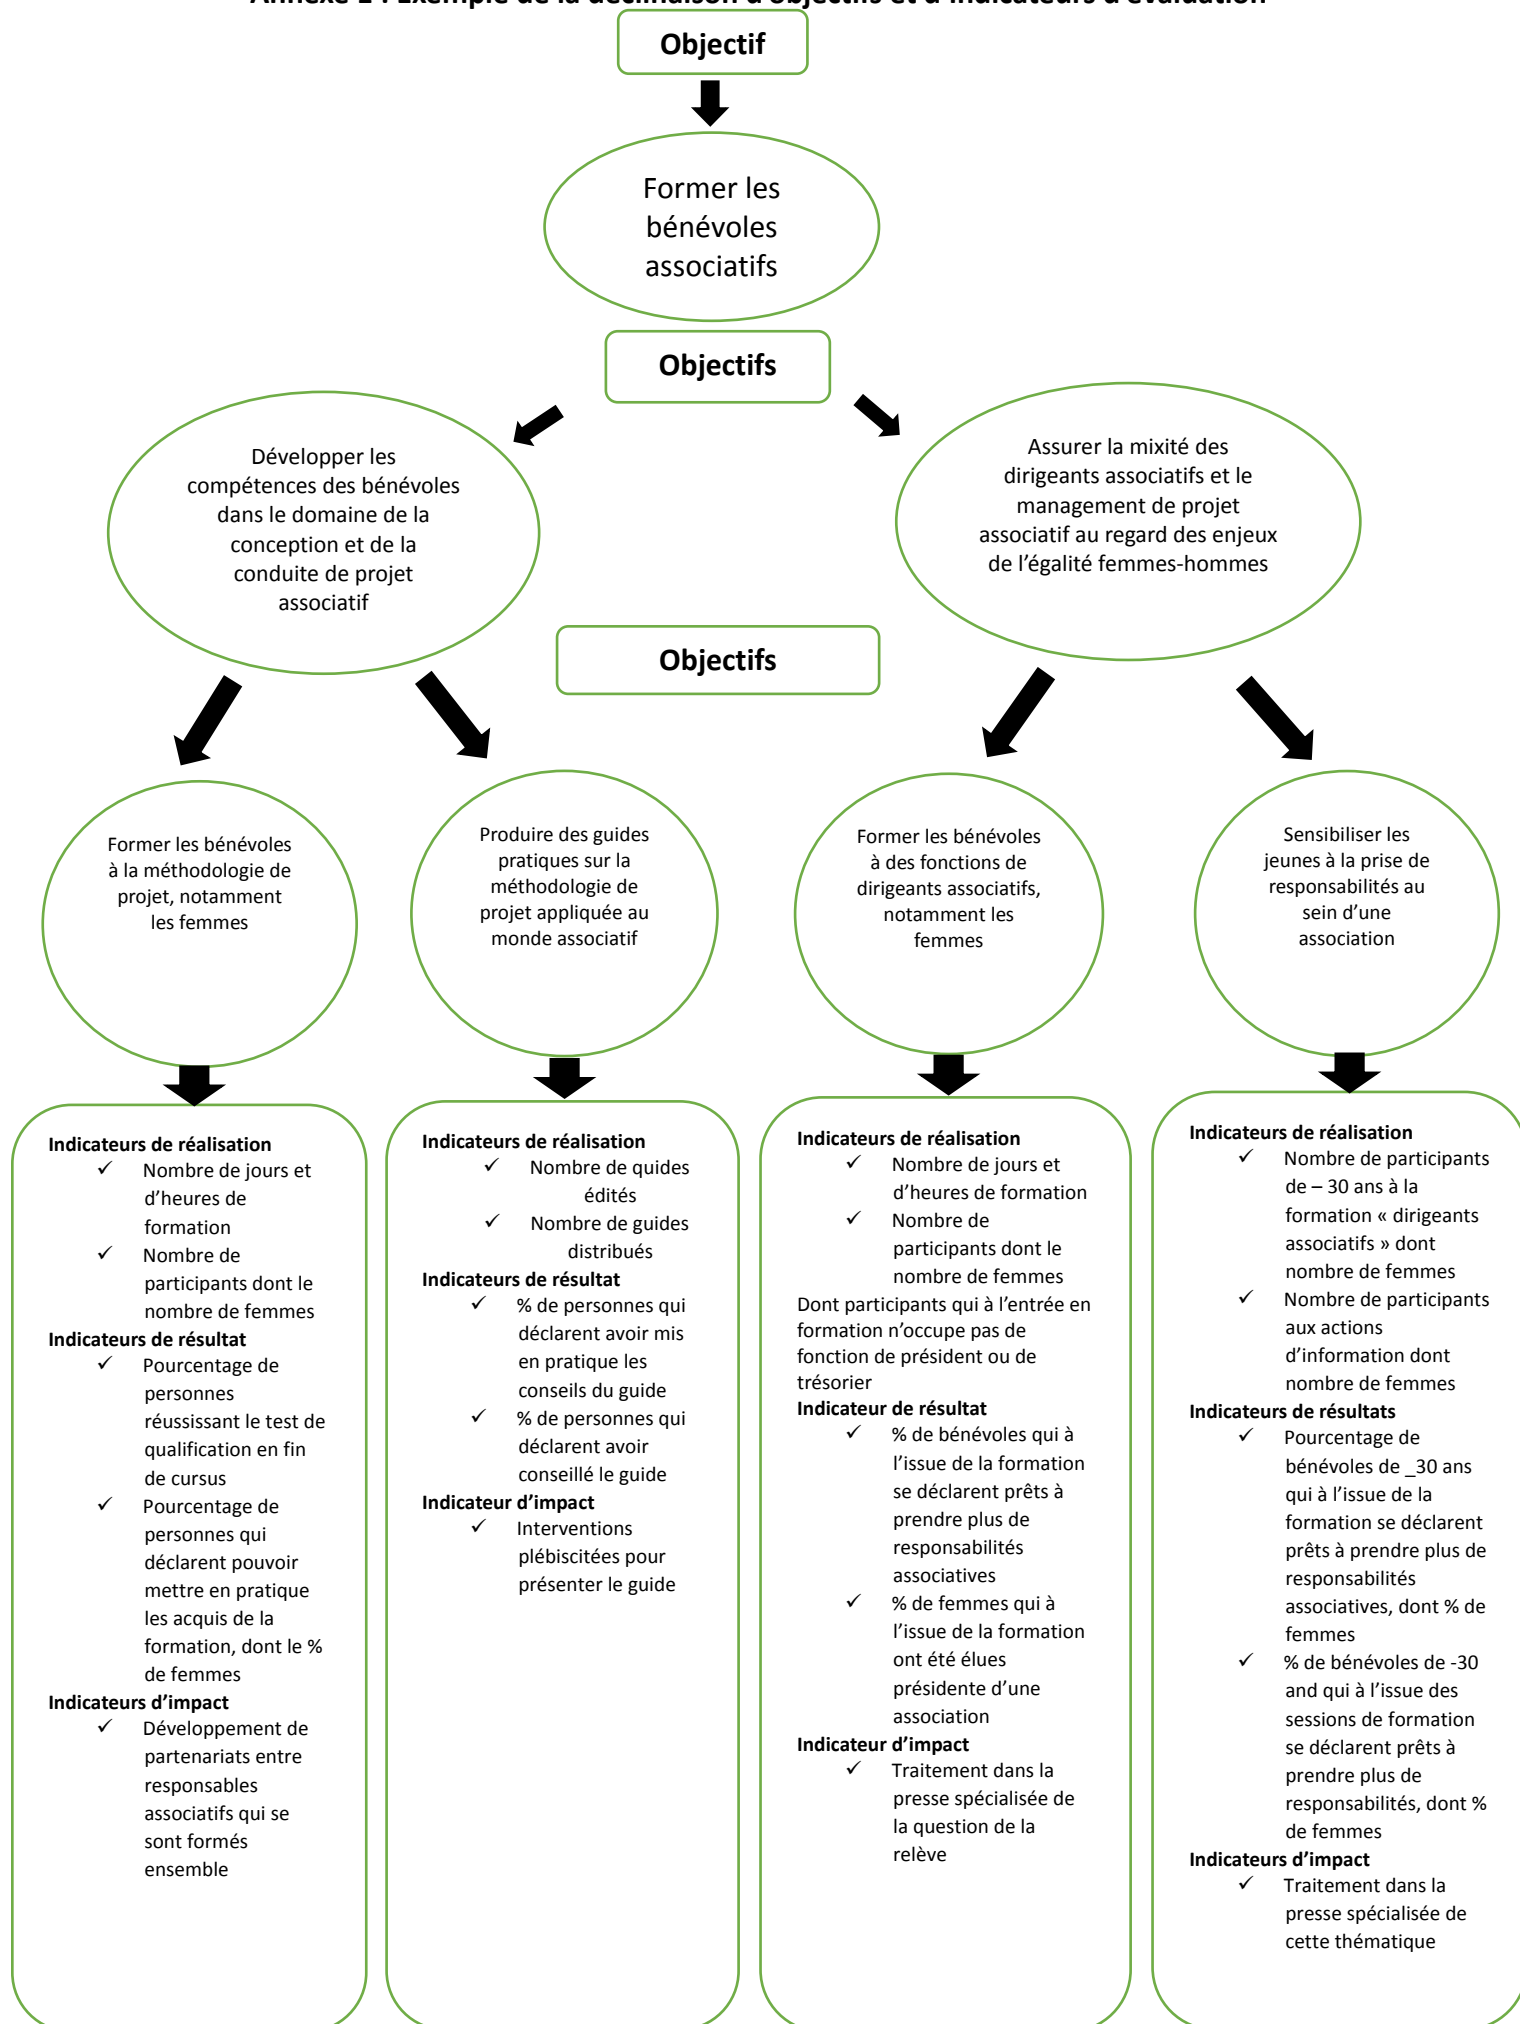 Objectif
Former les
bénévoles
associatifs
Objectifs
Développer les
compétences des bénévoles
dans le domaine de la
conception et de la
conduite de projet
associatif
Assurer la mixité des
dirigeants associatifs et le
management de projet
associatif au regard des enjeux
de l’égalité femmes-hommes
Objectifs
Former les bénévoles
à la méthodologie de
projet, notamment
les femmes
Produire des guides
pratiques sur la
méthodologie de
projet appliquée au
monde associatif
Former les bénévoles
à des fonctions de
dirigeants associatifs,
notamment les
femmes
Sensibiliser les
jeunes à la prise de
responsabilités au
sein d’une
association
Indicateurs de réalisation
✓ Nombre de jours et
d’heures de
formation
✓ Nombre de
participants dont le
nombre de femmes
Indicateurs de résultat
✓ Pourcentage de
personnes
réussissant le test de
qualification en fin
de cursus
✓ Pourcentage de
personnes qui
déclarent pouvoir
mettre en pratique
les acquis de la
formation, dont le %
de femmes
Indicateurs d’impact
✓ Développement de
partenariats entre
responsables
associatifs qui se
sont formés
ensemble
Indicateurs de réalisation
✓ Nombre de quides
édités
✓ Nombre de guides
distribués
Indicateurs de résultat
✓ % de personnes qui
déclarent avoir mis
en pratique les
conseils du guide
✓ % de personnes qui
déclarent avoir
conseillé le guide
Indicateur d’impact
✓ Interventions
plébiscitées pour
présenter le guide
Indicateurs de réalisation
✓ Nombre de jours et
d’heures de formation
✓ Nombre de
participants dont le
nombre de femmes
Dont participants qui à l’entrée en
formation n’occupe pas de
fonction de président ou de
trésorier
Indicateur de résultat
✓ % de bénévoles qui à
l’issue de la formation
se déclarent prêts à
prendre plus de
responsabilités
associatives
✓ % de femmes qui à
l’issue de la formation
ont été élues
présidente d’une
association
Indicateur d’impact
✓ Traitement dans la
presse spécialisée de
la question de la
relève
Indicateurs de réalisation
✓ Nombre de participants
de – 30 ans à la
formation « dirigeants
associatifs » dont
nombre de femmes
✓ Nombre de participants
aux actions
d’information dont
nombre de femmes
Indicateurs de résultats
✓ Pourcentage de
bénévoles de _30 ans
qui à l’issue de la
formation se déclarent
prêts à prendre plus de
responsabilités
associatives, dont % de
femmes
✓ % de bénévoles de -30
and qui à l’issue des
sessions de formation
se déclarent prêts à
prendre plus de
responsabilités, dont %
de femmes
Indicateurs d’impact
✓ Traitement dans la
presse spécialisée de
cette thématique